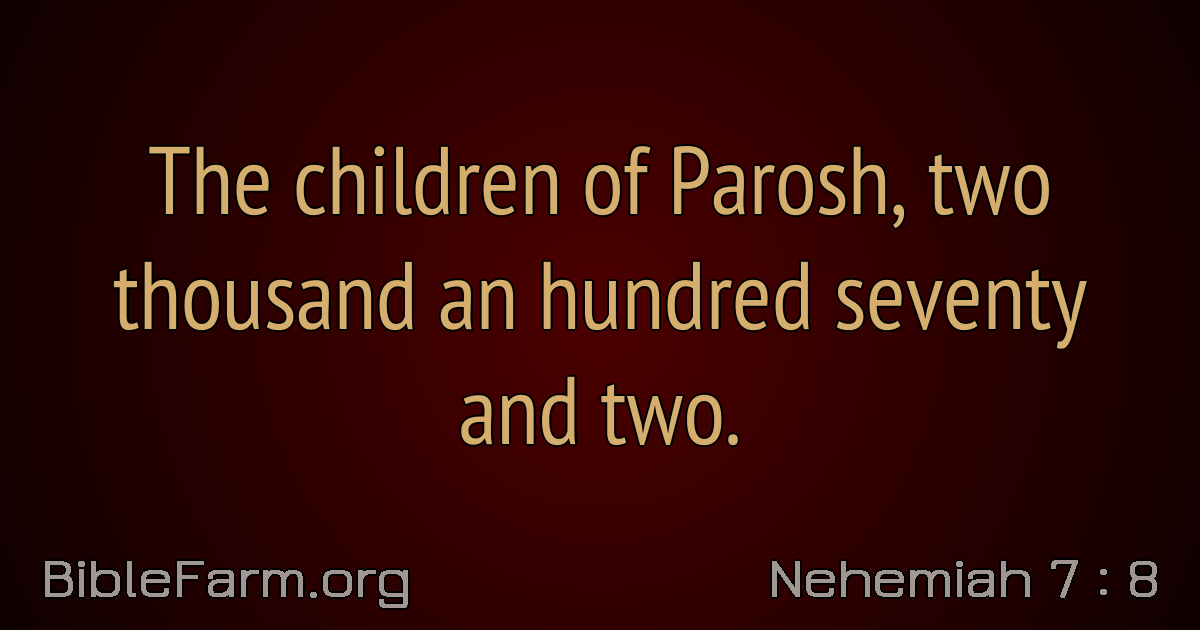 The children of Parosh, two
thousand an hundred seventy
and two.
BibleFarm.org
Nehemiah 7 : 8